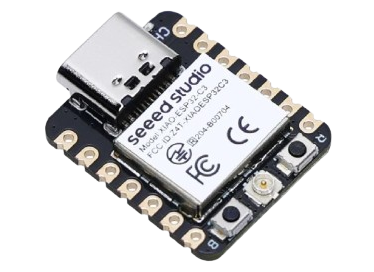 seeed studio
Model XIAO-ESP32-C3
FCC ID Z4T-XIAOESP32C3
204-B00704
FC CE
R
B